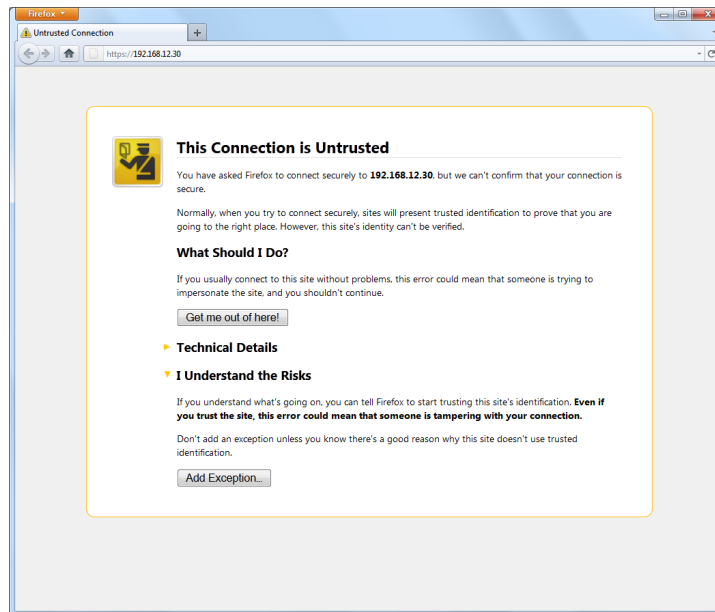 Firefox
Untrusted Connection
https://192.168.12.30
This Connection is Untrusted
You have asked Firefox to connect securely to 192.168.12.30, but we can't confirm that your connection is
secure.
Normally, when you try to connect securely, sites will present trusted identification to prove that you are
going to the right place. However, this site's identity can't be verified.
What Should I Do?
If you usually connect to this site without problems, this error could mean that someone is trying to
impersonate the site, and you shouldn't continue.
Get me out of here!
Technical Details
I Understand the Risks
If you understand what's going on, you can tell Firefox to start trusting this site's identification. Even if
you trust the site, this error could mean that someone is tampering with your connection.
Don't add an exception unless you know there's a good reason why this site doesn't use trusted
identification.
Add Exception...